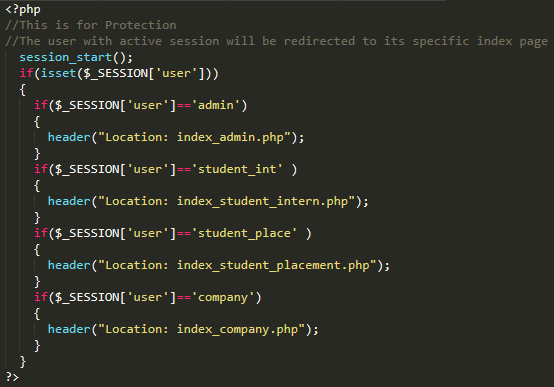 <?php
//This is for Protection
//The user with active session will be redirected to its specific index page
  session_start();
  if(isset($_SESSION['user']))
  {
    if($_SESSION['user']=='admin')
    {
      header("Location: index_admin.php");
    }
    if($_SESSION['user']=='student_int' )
    {
      header("Location: index_student_intern.php");
    }
    if($_SESSION['user']=='student_place' )
    {
      header("Location: index_student_placement.php");
    }
    if($_SESSION['user']=='company')
    {
      header("Location: index_company.php");
    }
  }
?>